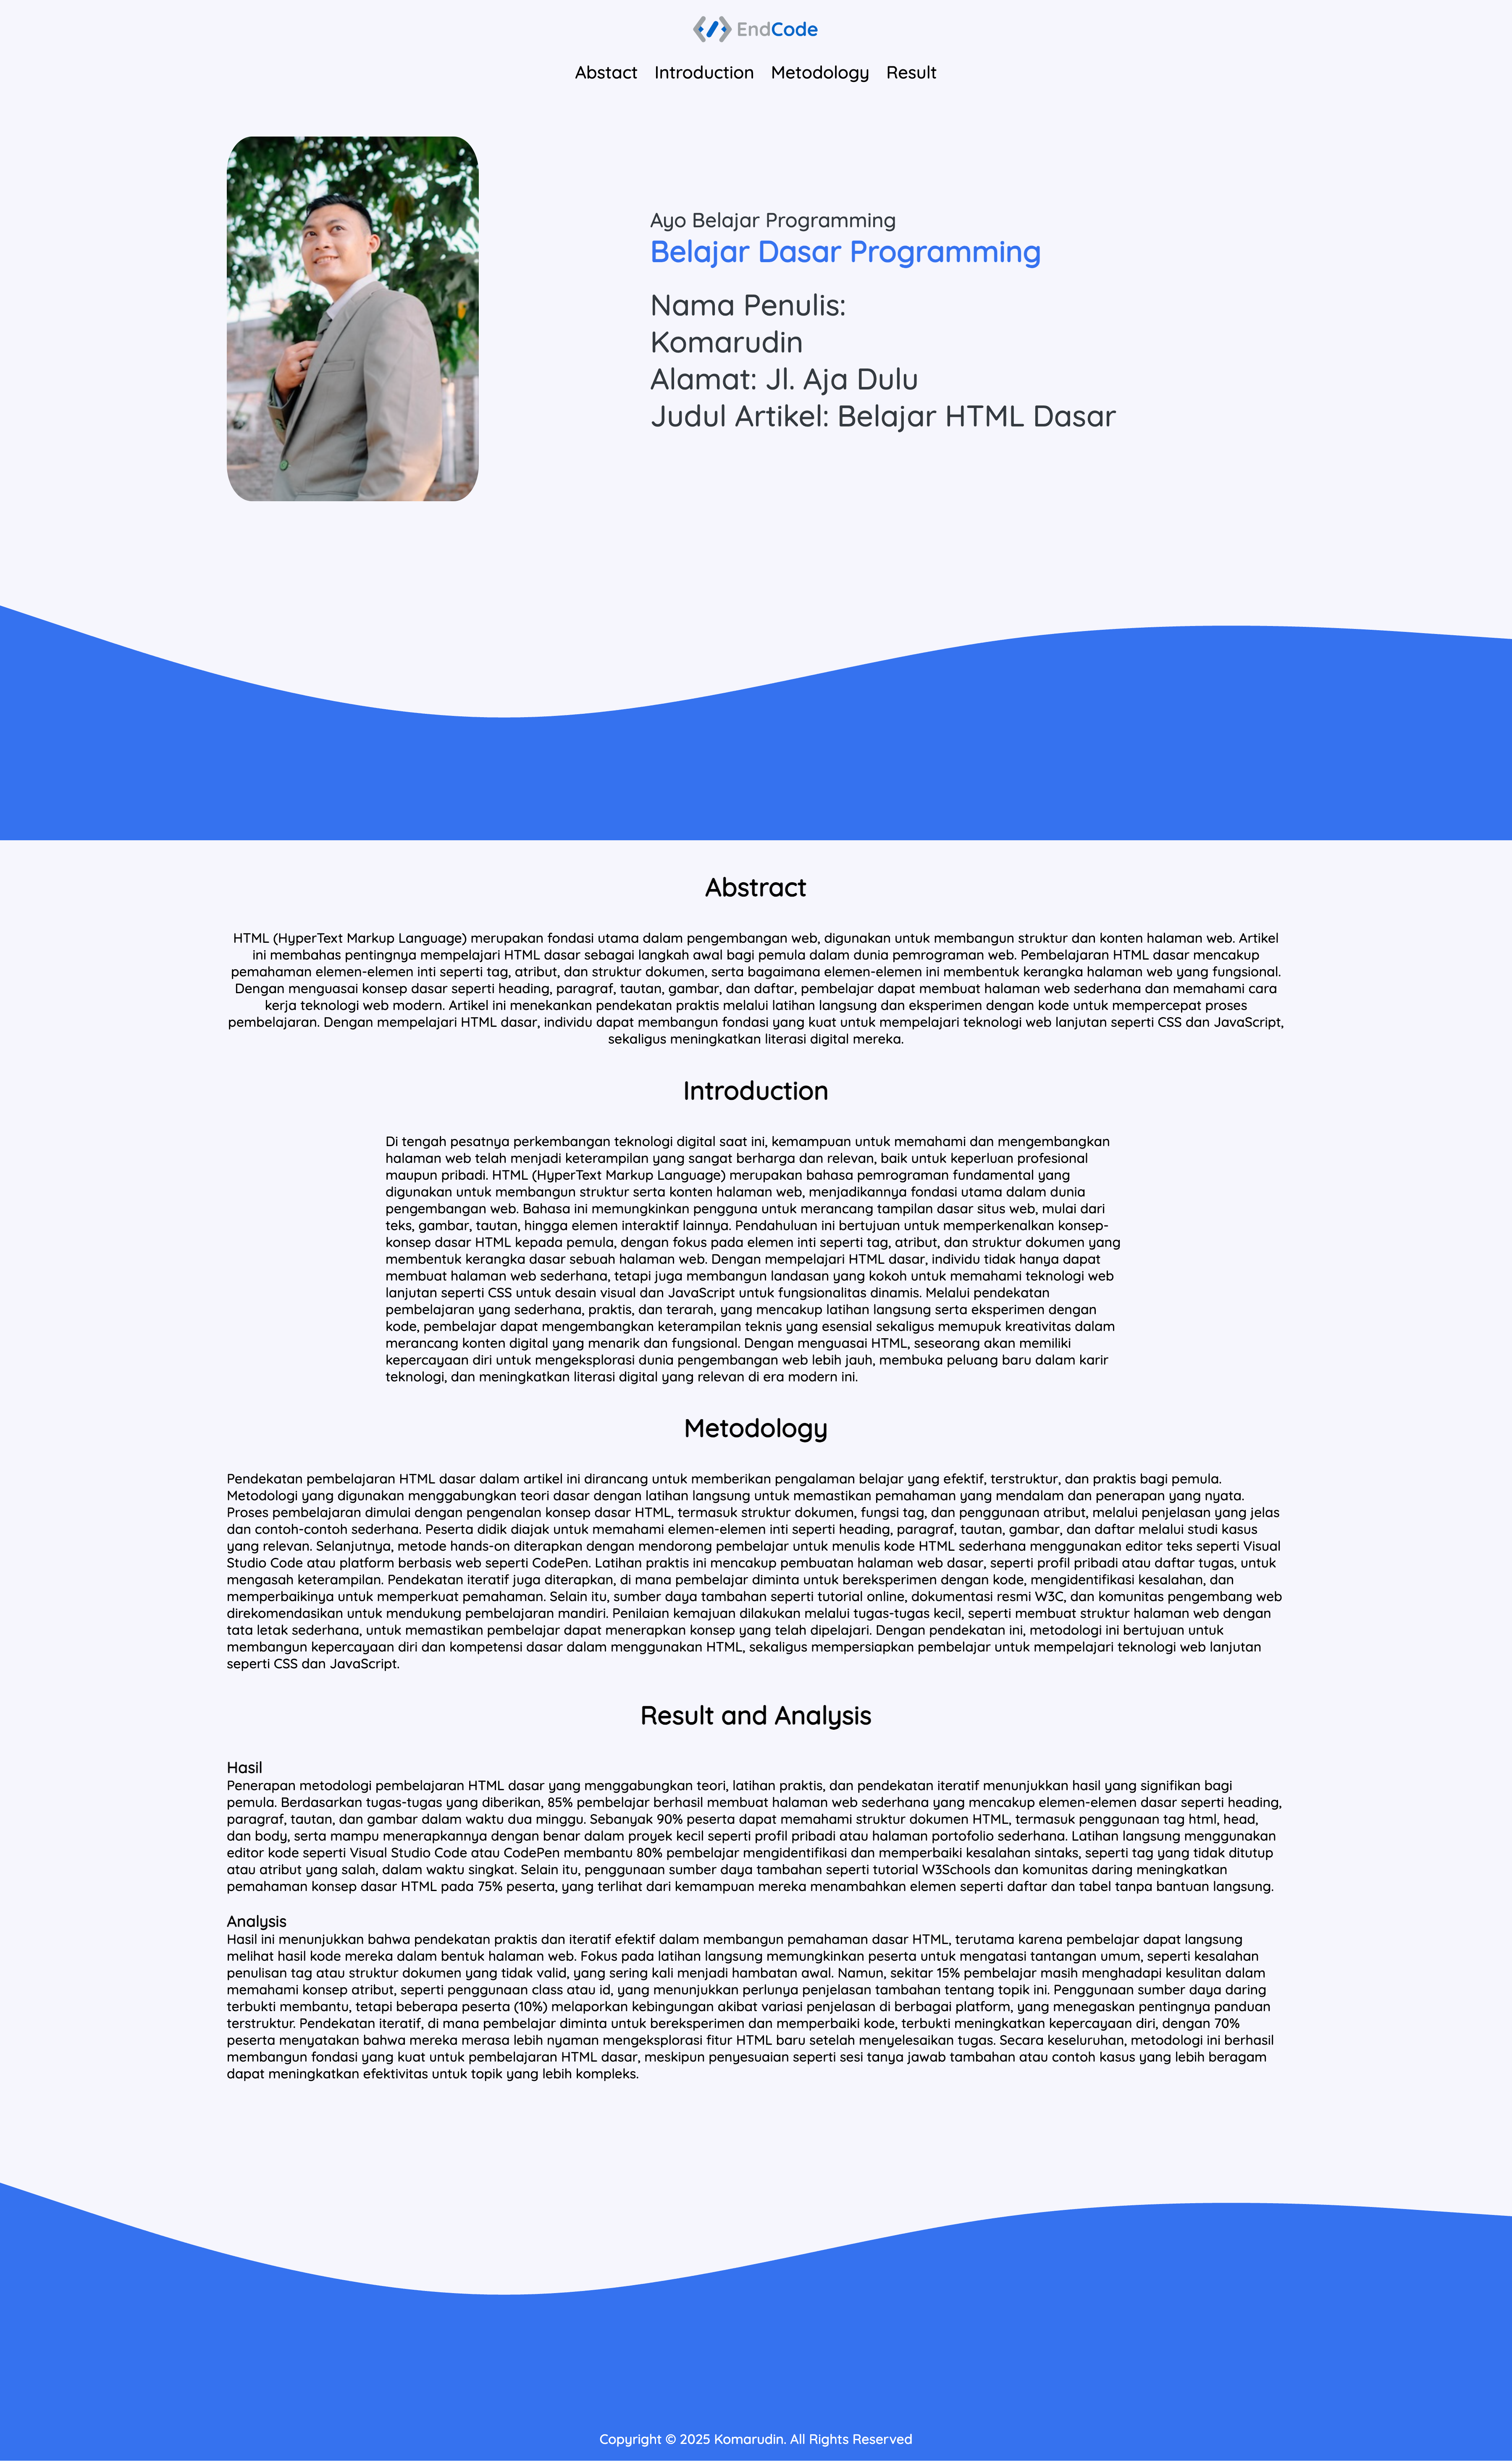 EndCode
Abstact Introduction Metodology Result
Ayo Belajar Programming
Belajar Dasar Programming
Nama Penulis:
Komarudin
Alamat: Jl. Aja Dulu
Judul Artikel: Belajar HTML Dasar
Abstract
HTML (HyperText Markup Language) merupakan fondasi utama dalam pengembangan web, digunakan untuk membangun struktur dan konten halaman web. Artikel
ini membahas pentingnya mempelajari HTML dasar sebagai langkah awal bagi pemula dalam dunia pemrograman web. Pembelajaran HTML dasar mencakup
pemahaman elemen-elemen inti seperti tag, atribut, dan struktur dokumen, serta bagaimana elemen-elemen ini membentuk kerangka halaman web yang fungsional.
Dengan menguasai konsep dasar seperti heading, paragraf, tautan, gambar, dan daftar, pembelajar dapat membuat halaman web sederhana dan memahami cara
kerja teknologi web modern. Artikel ini menekankan pendekatan praktis melalui latihan langsung dan eksperimen dengan kode untuk mempercepat proses
pembelajaran. Dengan mempelajari HTML dasar, individu dapat membangun fondasi yang kuat untuk mempelajari teknologi web lanjutan seperti CSS dan JavaScript,
sekaligus meningkatkan literasi digital mereka.
Introduction
Di tengah pesatnya perkembangan teknologi digital saat ini, kemampuan untuk memahami dan mengembangkan
halaman web telah menjadi keterampilan yang sangat berharga dan relevan, baik untuk keperluan profesional
maupun pribadi. HTML (HyperText Markup Language) merupakan bahasa pemrograman fundamental yang
digunakan untuk membangun struktur serta konten halaman web, menjadikannya fondasi utama dalam dunia
pengembangan web. Bahasa ini memungkinkan pengguna untuk merancang tampilan dasar situs web, mulai dari
teks, gambar, tautan, hingga elemen interaktif lainnya. Pendahuluan ini bertujuan untuk memperkenalkan konsep-
konsep dasar HTML kepada pemula, dengan fokus pada elemen inti seperti tag, atribut, dan struktur dokumen yang
membentuk kerangka dasar sebuah halaman web. Dengan mempelajari HTML dasar, individu tidak hanya dapat
membuat halaman web sederhana, tetapi juga membangun landasan yang kokoh untuk memahami teknologi web
lanjutan seperti CSS untuk desain visual dan JavaScript untuk fungsionalitas dinamis. Melalui pendekatan
pembelajaran yang sederhana, praktis, dan terarah, yang mencakup latihan langsung serta eksperimen dengan
kode, pembelajar dapat mengembangkan keterampilan teknis yang esensial sekaligus memupuk kreativitas dalam
merancang konten digital yang menarik dan fungsional. Dengan menguasai HTML, seseorang akan memiliki
kepercayaan diri untuk mengeksplorasi dunia pengembangan web lebih jauh, membuka peluang baru dalam karir
teknologi, dan meningkatkan literasi digital yang relevan di era modern ini.
Metodology
Pendekatan pembelajaran HTML dasar dalam artikel ini dirancang untuk memberikan pengalaman belajar yang efektif, terstruktur, dan praktis bagi pemula.
Metodologi yang digunakan menggabungkan teori dasar dengan latihan langsung untuk memastikan pemahaman yang mendalam dan penerapan yang nyata.
Proses pembelajaran dimulai dengan pengenalan konsep dasar HTML, termasuk struktur dokumen, fungsi tag, dan penggunaan atribut, melalui penjelasan yang jelas
dan contoh-contoh sederhana. Peserta didik diajak untuk memahami elemen-elemen inti seperti heading, paragraf, tautan, gambar, dan daftar melalui studi kasus
yang relevan. Selanjutnya, metode hands-on diterapkan dengan mendorong pembelajar untuk menulis kode HTML sederhana menggunakan editor teks seperti Visual
Studio Code atau platform berbasis web seperti CodePen. Latihan praktis ini mencakup pembuatan halaman web dasar, seperti profil pribadi atau daftar tugas, untuk
mengasah keterampilan. Pendekatan iteratif juga diterapkan, di mana pembelajar diminta untuk bereksperimen dengan kode, mengidentifikasi kesalahan, dan
memperbaikinya untuk memperkuat pemahaman. Selain itu, sumber daya tambahan seperti tutorial online, dokumentasi resmi W3C, dan komunitas pengembang web
direkomendasikan untuk mendukung pembelajaran mandiri. Penilaian kemajuan dilakukan melalui tugas-tugas kecil, seperti membuat struktur halaman web dengan
tata letak sederhana, untuk memastikan pembelajar dapat menerapkan konsep yang telah dipelajari. Dengan pendekatan ini, metodologi ini bertujuan untuk
membangun kepercayaan diri dan kompetensi dasar dalam menggunakan HTML, sekaligus mempersiapkan pembelajar untuk mempelajari teknologi web lanjutan
seperti CSS dan JavaScript.
Result and Analysis
Hasil
Penerapan metodologi pembelajaran HTML dasar yang menggabungkan teori, latihan praktis, dan pendekatan iteratif menunjukkan hasil yang signifikan bagi
pemula. Berdasarkan tugas-tugas yang diberikan, 85% pembelajar berhasil membuat halaman web sederhana yang mencakup elemen-elemen dasar seperti heading,
paragraf, tautan, dan gambar dalam waktu dua minggu. Sebanyak 90% peserta dapat memahami struktur dokumen HTML, termasuk penggunaan tag html, head,
dan body, serta mampu menerapkannya dengan benar dalam proyek kecil seperti profil pribadi atau halaman portofolio sederhana. Latihan langsung menggunakan
editor kode seperti Visual Studio Code atau CodePen membantu 80% pembelajar mengidentifikasi dan memperbaiki kesalahan sintaks, seperti tag yang tidak ditutup
atau atribut yang salah, dalam waktu singkat. Selain itu, penggunaan sumber daya tambahan seperti tutorial W3Schools dan komunitas daring meningkatkan
pemahaman konsep dasar HTML pada 75% peserta, yang terlihat dari kemampuan mereka menambahkan elemen seperti daftar dan tabel tanpa bantuan langsung.
Analysis
Hasil ini menunjukkan bahwa pendekatan praktis dan iteratif efektif dalam membangun pemahaman dasar HTML, terutama karena pembelajar dapat langsung
melihat hasil kode mereka dalam bentuk halaman web. Fokus pada latihan langsung memungkinkan peserta untuk mengatasi tantangan umum, seperti kesalahan
penulisan tag atau struktur dokumen yang tidak valid, yang sering kali menjadi hambatan awal. Namun, sekitar 15% pembelajar masih menghadapi kesulitan dalam
memahami konsep atribut, seperti penggunaan class atau id, yang menunjukkan perlunya penjelasan tambahan tentang topik ini. Penggunaan sumber daya daring
terbukti membantu, tetapi beberapa peserta (10%) melaporkan kebingungan akibat variasi penjelasan di berbagai platform, yang menegaskan pentingnya panduan
terstruktur. Pendekatan iteratif, di mana pembelajar diminta untuk bereksperimen dan memperbaiki kode, terbukti meningkatkan kepercayaan diri, dengan 70%
peserta menyatakan bahwa mereka merasa lebih nyaman mengeksplorasi fitur HTML baru setelah menyelesaikan tugas. Secara keseluruhan, metodologi ini berhasil
membangun fondasi yang kuat untuk pembelajaran HTML dasar, meskipun penyesuaian seperti sesi tanya jawab tambahan atau contoh kasus yang lebih beragam
dapat meningkatkan efektivitas untuk topik yang lebih kompleks.
Copyright © 2025 Komarudin. All Rights Reserved